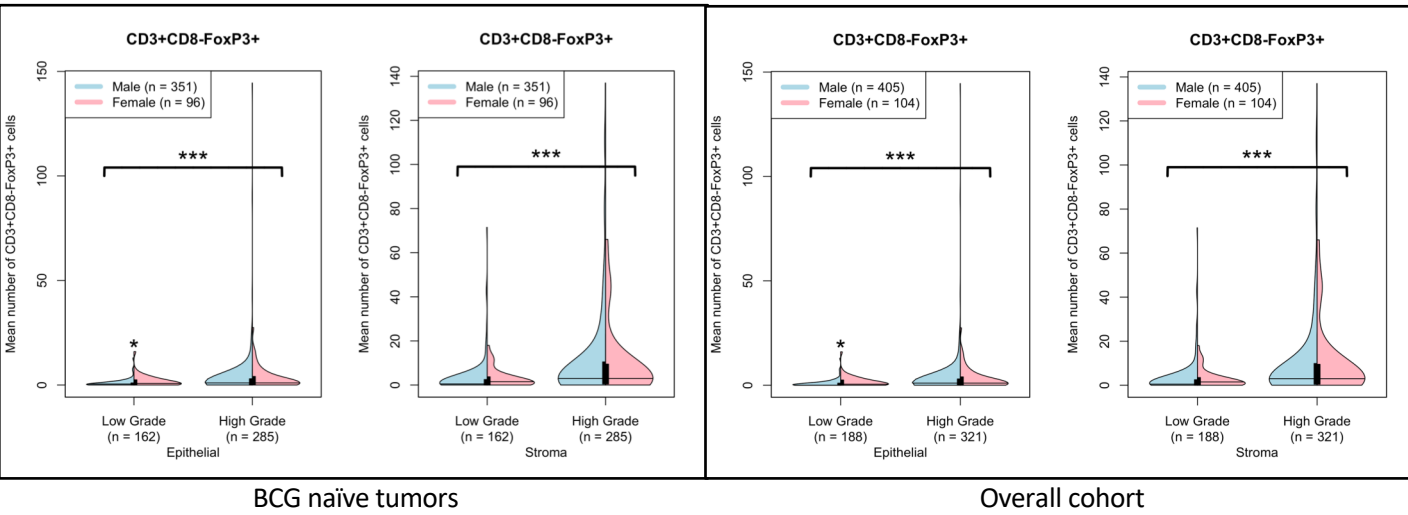 CD3+CD8-FoxP3+
Mean number of CD3+CD8-FoxP3+ cells
150
100
50
0
Male (n = 351)
Female (n = 96)
***
*
Low Grade
(n = 162)
High Grade
(n = 285)
Epithelial
CD3+CD8-FoxP3+
Mean number of CD3+CD8-FoxP3+ cells
140
120
100
80
60
40
20
0
Male (n = 351)
Female (n = 96)
***
Low Grade
(n = 162)
High Grade
(n = 285)
Stroma
BCG naïve tumors
CD3+CD8-FoxP3+
Mean number of CD3+CD8-FoxP3+ cells
150
100
50
0
Male (n = 405)
Female (n = 104)
***
*
Low Grade
(n = 188)
High Grade
(n = 321)
Epithelial
CD3+CD8-FoxP3+
Mean number of CD3+CD8-FoxP3+ cells
140
120
100
80
60
40
20
0
Male (n = 405)
Female (n = 104)
***
Low Grade
(n = 188)
High Grade
(n = 321)
Stroma
Overall cohort